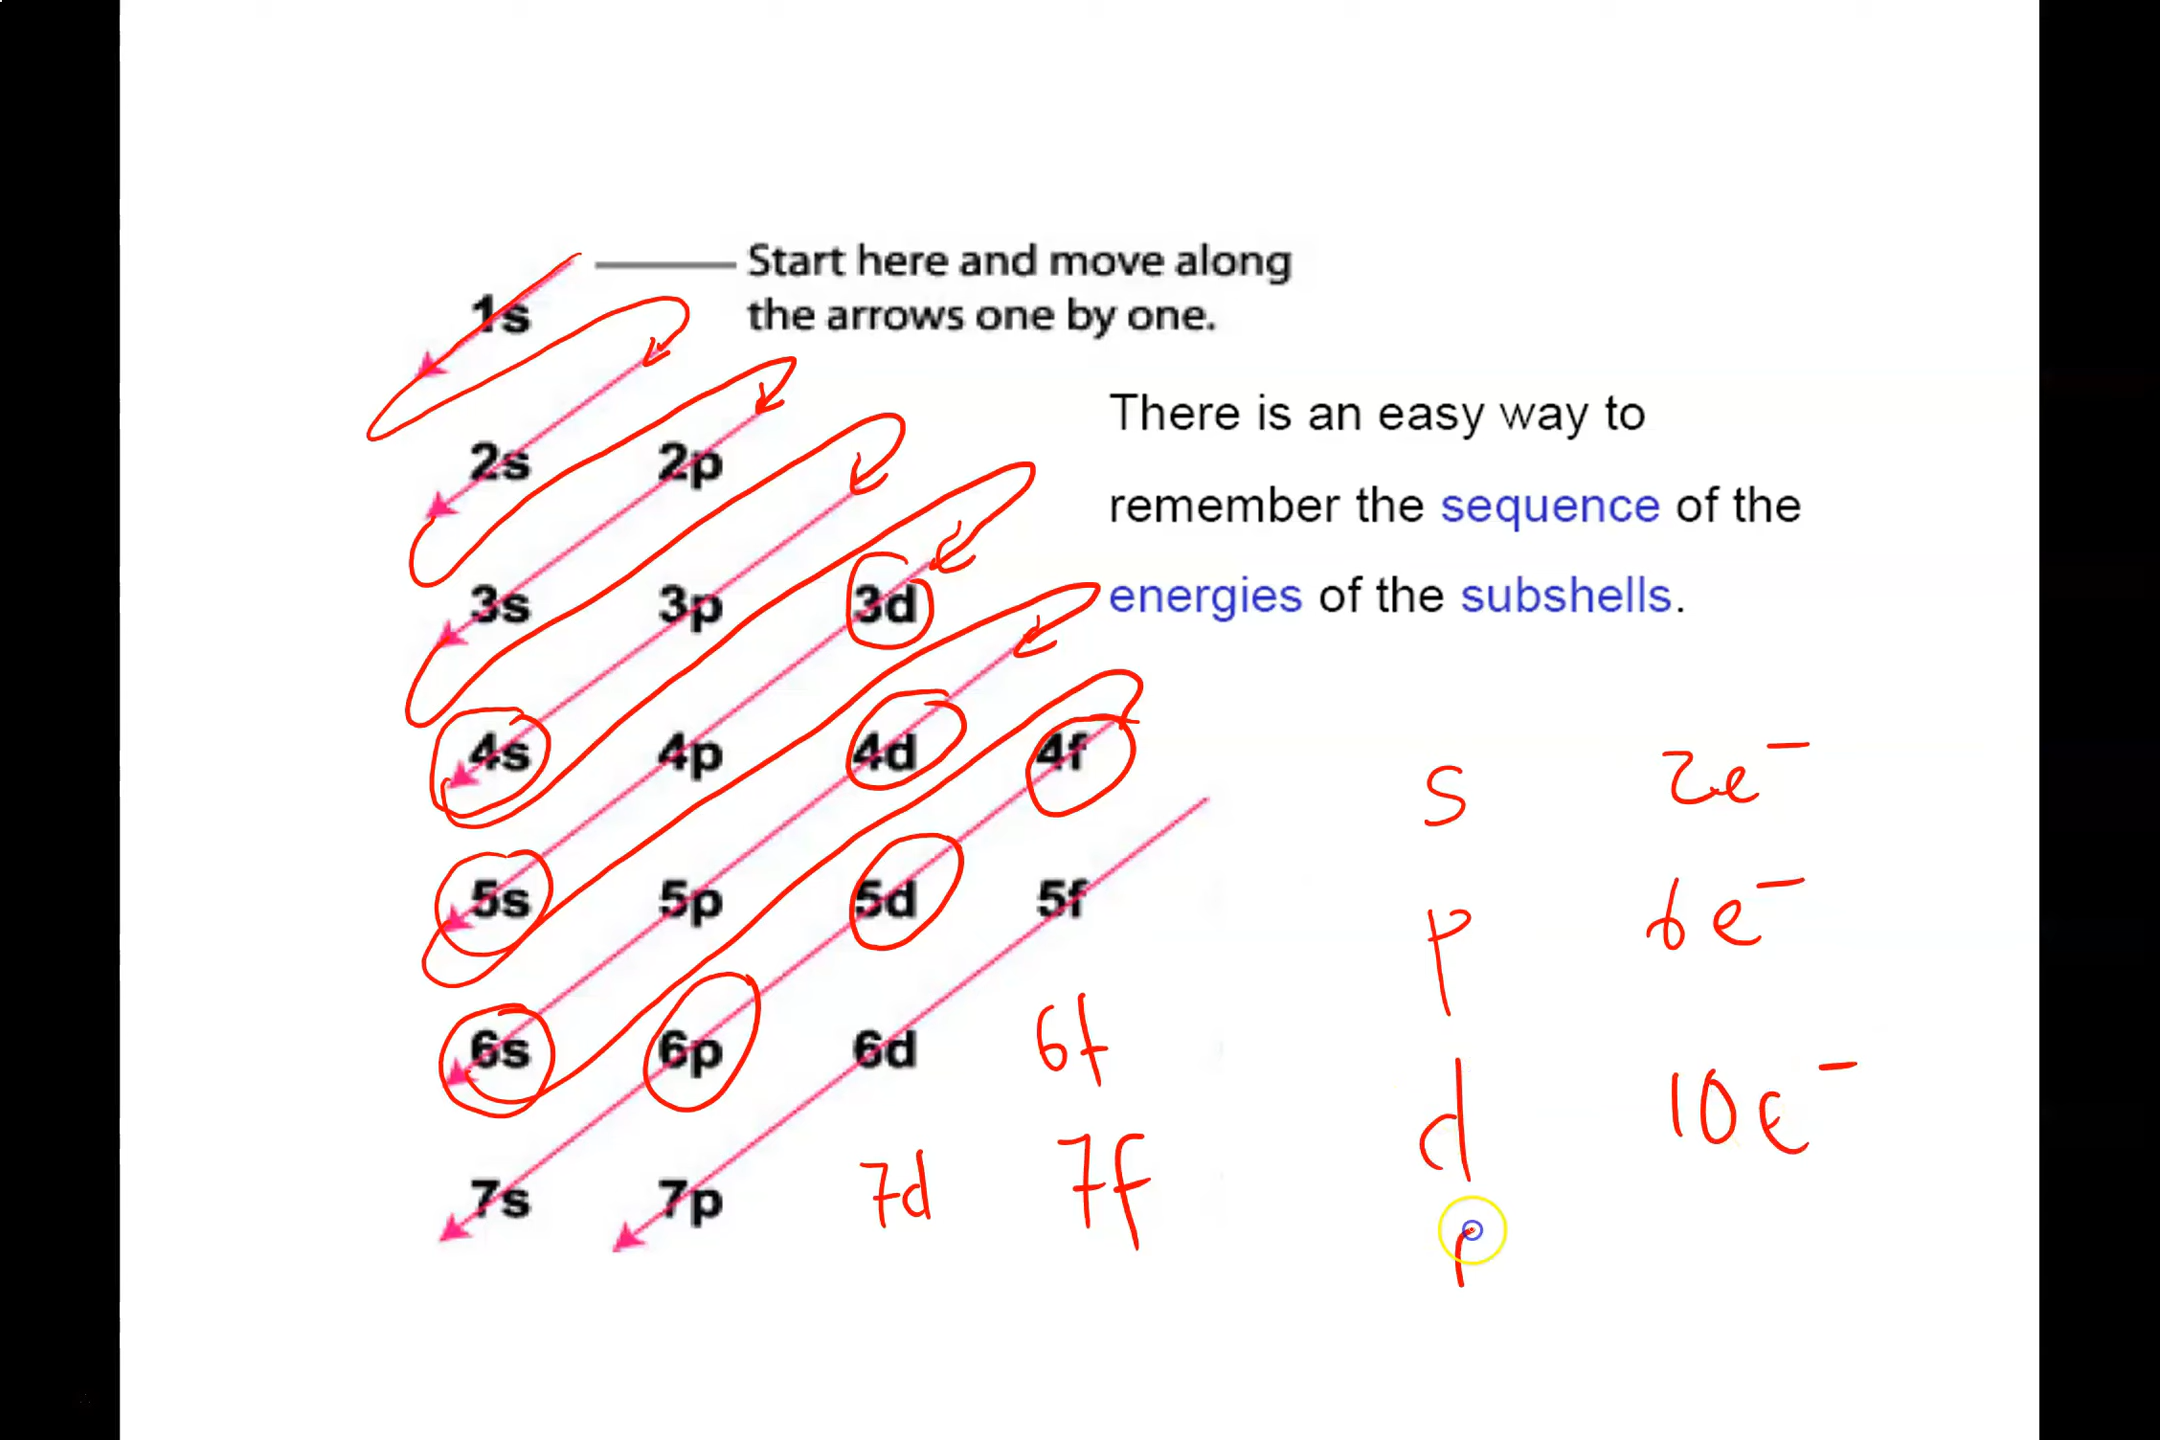 1s Start here and move along
the arrows one by one.
There is an easy way to
2s 2p
remember the sequence of the
3s 3p 3d energies of the subshells.
4s 4p 4d 4f s 2e⁻
5s 5p 5d 5f p 6e⁻
6s 6p 6d 6f d 10e⁻
7s 7p 7d 7f